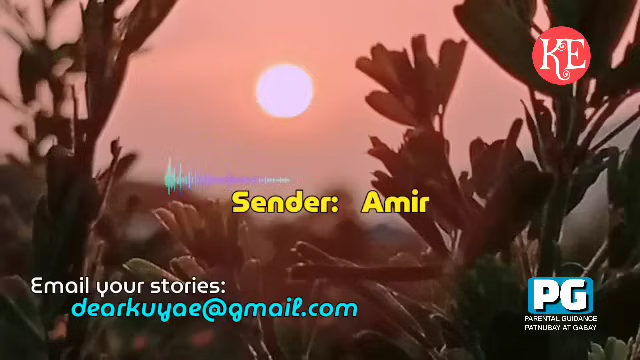 KE
Sender: Amir
Email your stories:
dearkuyae@gmail.com
PG
PARENTAL GUIDANCE
PATNUBAY AT GABAY